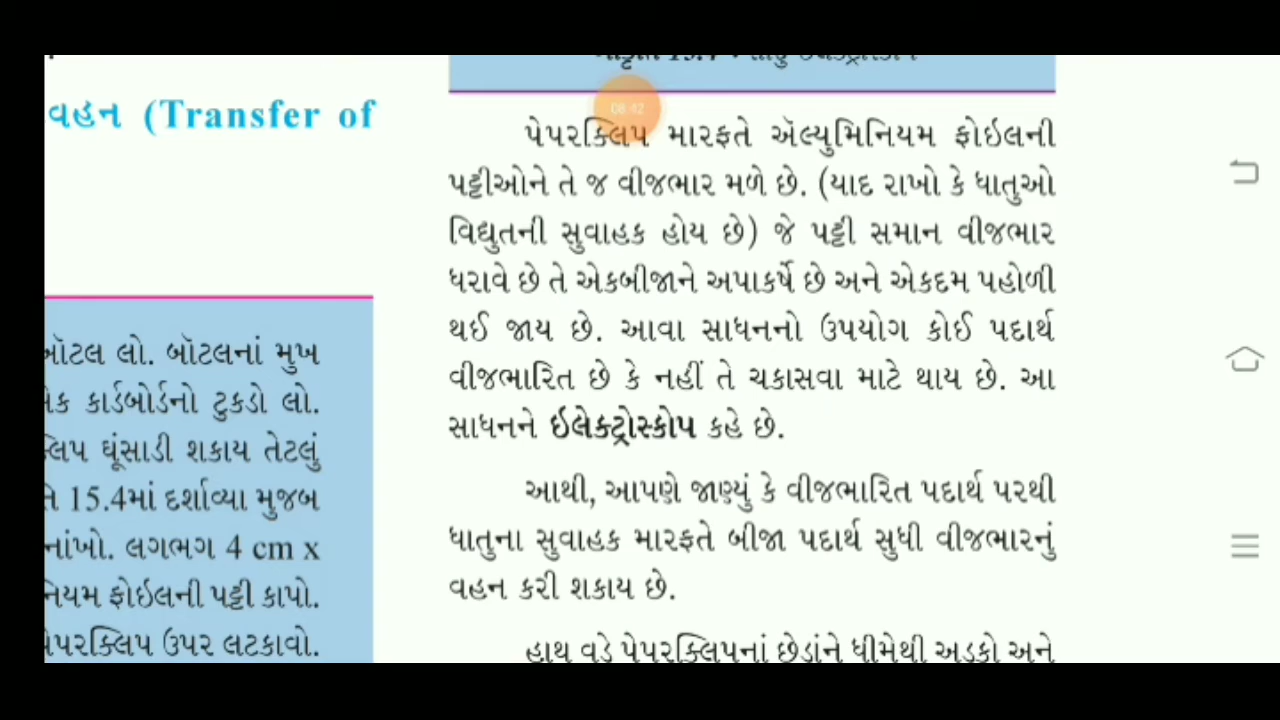 વહન (Transfer of
બૉટલ લો. બૉટલનાં મુખ
એક કાર્ડબોર્ડનો ટુકડો લો.
ક્લિપ ઘૂંસાડી શકાય તેટલું
15.4માં દર્શાવ્યા મુજબ
નાંખો. લગભગ 4 cm x
ફોઇલની પટ્ટી કાપો.
પેપરક્લિપ ઉપર લટકાવો.
08:42
પેપરક્લિપ મારફતે ઍલ્યુમિનિયમ ફોઇલની
પટ્ટીઓને તે જ વીજભાર મળે છે. (યાદ રાખો કે ધાતુઓ
વિદ્યુતની સુવાહક હોય છે) જે પટ્ટી સમાન વીજભાર
ધરાવે છે તે એકબીજાને અપાકર્ષે છે અને એકદમ પહોળી
થઈ જાય છે. આવા સાધનનો ઉપયોગ કોઈ પદાર્થ
વીજભારિત છે કે નહીં તે ચકાસવા માટે થાય છે. આ
સાધનને ઇલેક્ટ્રોસ્કોપ કહે છે.
આથી, આપણે જાણ્યું કે વીજભારિત પદાર્થ પરથી
ધાતુના સુવાહક મારફતે બીજા પદાર્થ સુધી વીજભારનું
વહન કરી શકાય છે.
હાથ વડે પેપરક્લિપનાં છેડાંને ધીમેથી અડકો અને